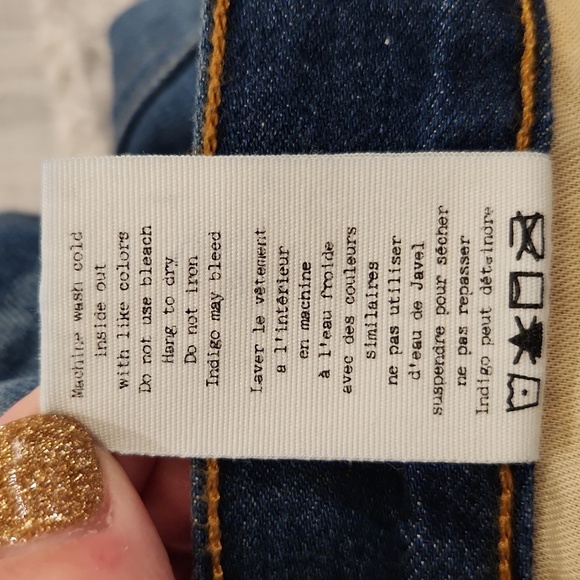 Machine wash cold
inside out
with like colors
Do not use bleach
Hang to dry
Do not iron
Indigo may bleed
Laver le vêtement
a l'intérieur
en machine
à l'eau froide
avec des couleurs
similaires
ne pas utiliser
d'eau de Javel
suspendre pour sécher
ne pas repasser
Indigo peut déteindre